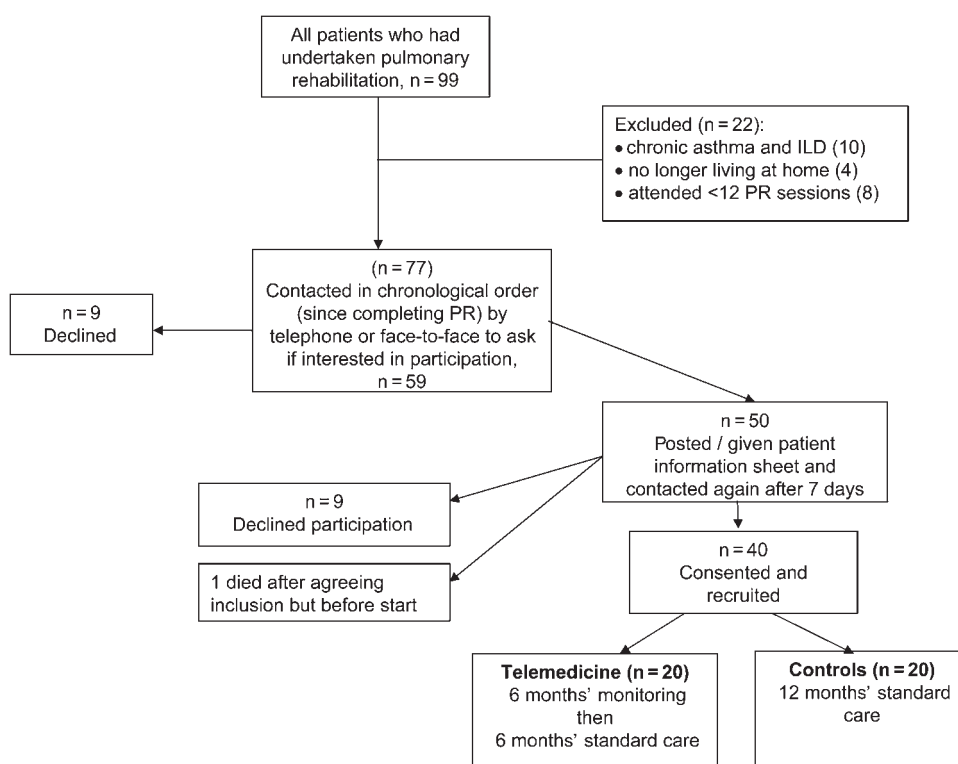 All patients who had
undertaken pulmonary
rehabilitation, n = 99
Excluded (n = 22):
• chronic asthma and ILD (10)
• no longer living at home (4)
• attended <12 PR sessions (8)
(n = 77)
Contacted in chronological order
(since completing PR) by
telephone or face-to-face to ask
if interested in participation,
n = 59
n = 9
Declined
n = 50
Posted / given patient
information sheet and
contacted again after 7 days
n = 9
Declined participation
1 died after agreeing
inclusion but before start
n = 40
Consented and
recruited
Telemedicine (n = 20)
6 months’ monitoring
then
6 months’ standard care
Controls (n = 20)
12 months’ standard
care